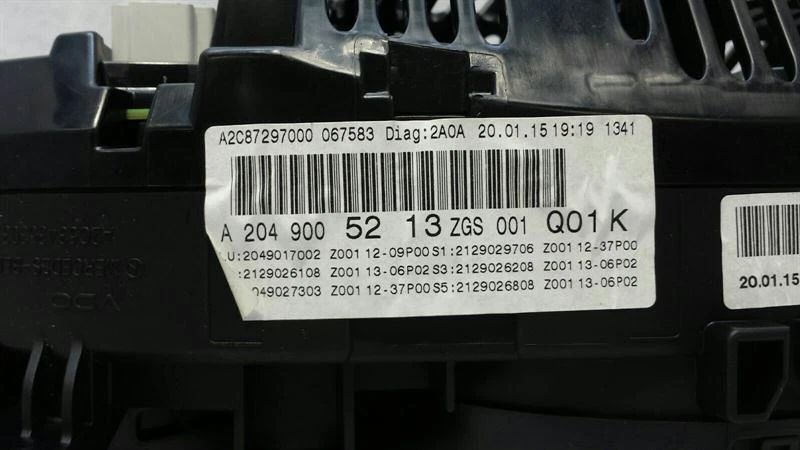 A2C87297000 067583 Diag:2A0A 20.01.15 19:19 1341
A 204 900 52 13 ZGS 001 Q01 K
U:2049017002 Z001 12-09P00 S1:2129029706 Z001 12-37P00
:2129026108 Z001 13-06P02 S3:2129026208 Z001 13-06P02
049027303 Z001 12-37P00 S5:2129026808 Z001 13-06P02
20.01.15
VDO